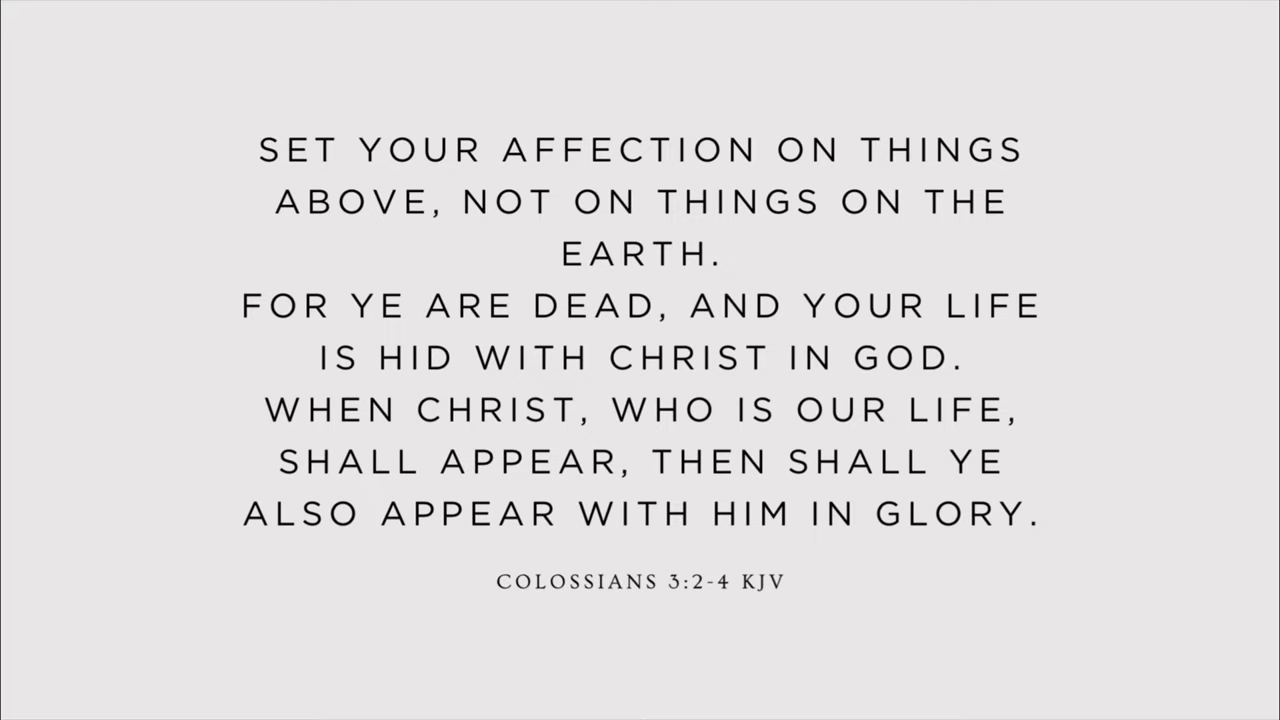 SET YOUR AFFECTION ON THINGS
ABOVE, NOT ON THINGS ON THE
EARTH.
FOR YE ARE DEAD, AND YOUR LIFE
IS HID WITH CHRIST IN GOD.
WHEN CHRIST, WHO IS OUR LIFE,
SHALL APPEAR, THEN SHALL YE
ALSO APPEAR WITH HIM IN GLORY.
COLOSSIANS 3:2-4 KJV